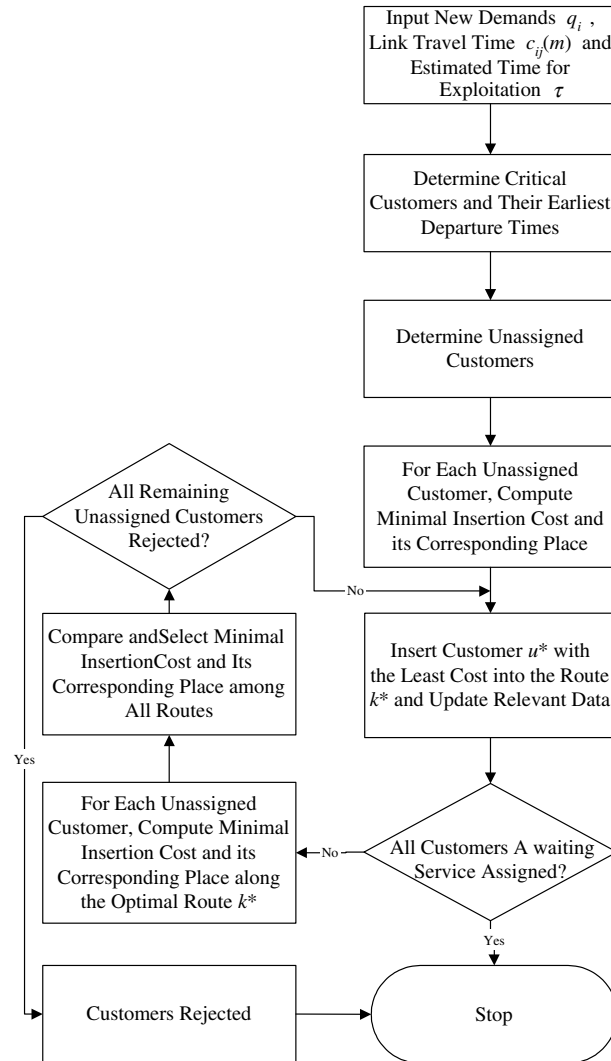 Input New Demands q_i ,
Link Travel Time c_ij(m) and
Estimated Time for
Exploitation τ
Determine Critical
Customers and Their Earliest
Departure Times
Determine Unassigned
Customers
For Each Unassigned
Customer, Compute
Minimal Insertion Cost and
its Corresponding Place
All Remaining
Unassigned Customers
Rejected?
No
Compare andSelect Minimal
InsertionCost and Its
Corresponding Place among
All Routes
Insert Customer u* with
the Least Cost into the Route
k* and Update Relevant Data
Yes
For Each Unassigned
Customer, Compute Minimal
Insertion Cost and its
Corresponding Place along
the Optimal Route k*
No
All Customers A waiting
Service Assigned?
Yes
Customers Rejected
Stop